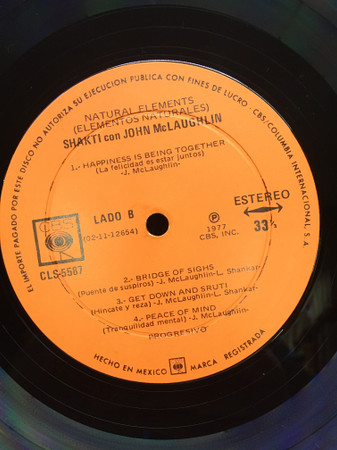 EL IMPORTE PAGADO POR ESTE DISCO NO AUTORIZA SU EJECUCION PUBLICA CON FINES DE LUCRO - CBS/COLUMBIA INTERNACIONAL, S.A.
NATURAL ELEMENTS
(ELEMENTOS NATURALES)
SHAKTI con JOHN McLAUGHLIN
1.- HAPPINESS IS BEING TOGETHER
(La felicidad es estar juntos)
-J. McLaughlin-
CBS
LADO B
(02-11-12654)
CLS-5587
P
1977
CBS, INC.
ESTEREO
33⅓
2.- BRIDGE OF SIGHS
(Puente de suspiros) -J. McLaughlin-L. Shankar-
3.- GET DOWN AND SRUTI
(Hincate y reza) -J. McLaughlin-L. Shankar-
4.- PEACE OF MIND
(Tranquilidad mental) -J. McLaughlin-
PROGRESIVO
HECHO EN MEXICO MARCA REGISTRADA